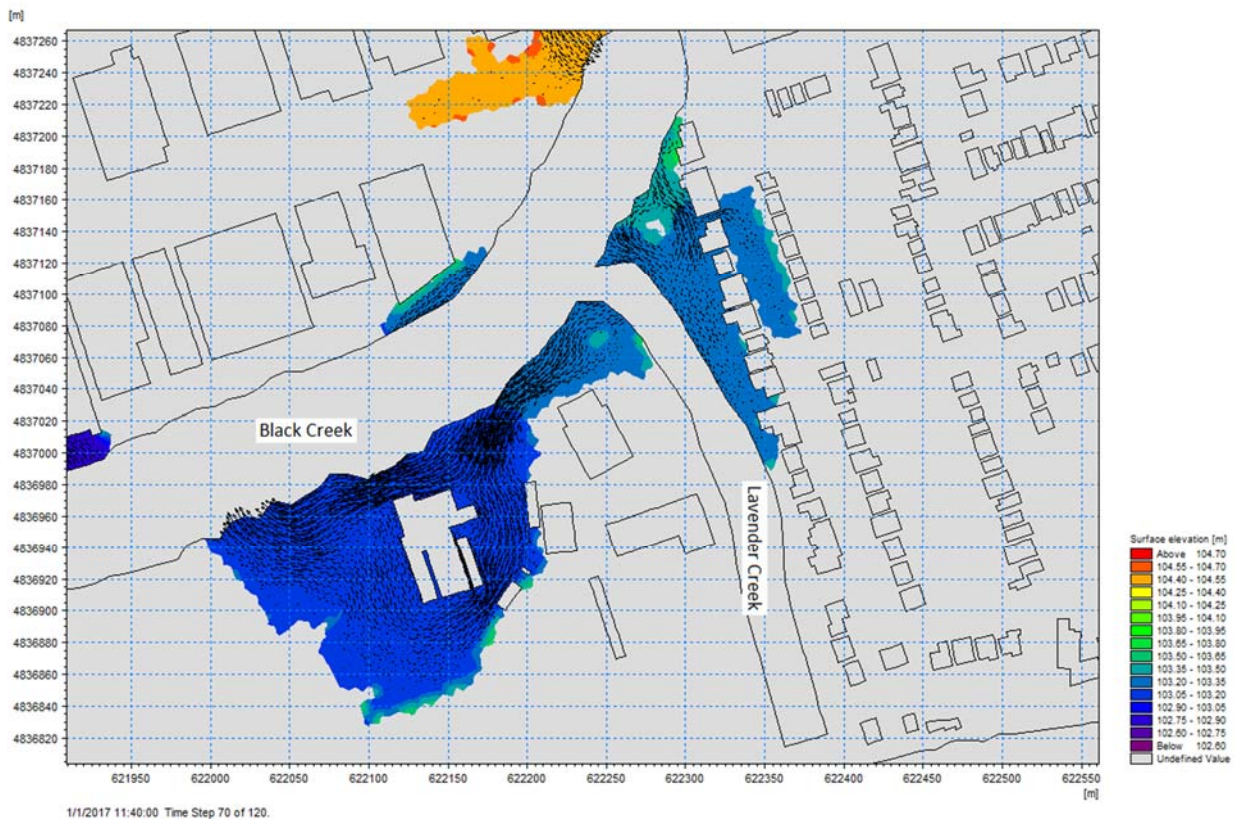 [m]
4837260
4837240
4837220
4837200
4837180
4837160
4837140
4837120
4837100
4837080
4837060
4837040
4837020
4837000
4836980
4836960
4836940
4836920
4836900
4836880
4836860
4836840
4836820
Black Creek
Lavender Creek
621950 622000 622050 622100 622150 622200 622250 622300 622350 622400 622450 622500 622550
[m]
Surface elevation [m]
Above 104.70
104.55 - 104.70
104.40 - 104.55
104.25 - 104.40
104.10 - 104.25
103.95 - 104.10
103.80 - 103.95
103.65 - 103.80
103.50 - 103.65
103.35 - 103.50
103.20 - 103.35
103.05 - 103.20
102.90 - 103.05
102.75 - 102.90
102.60 - 102.75
Below 102.60
Undefined Value
1/1/2017 11:40:00 Time Step 70 of 120.